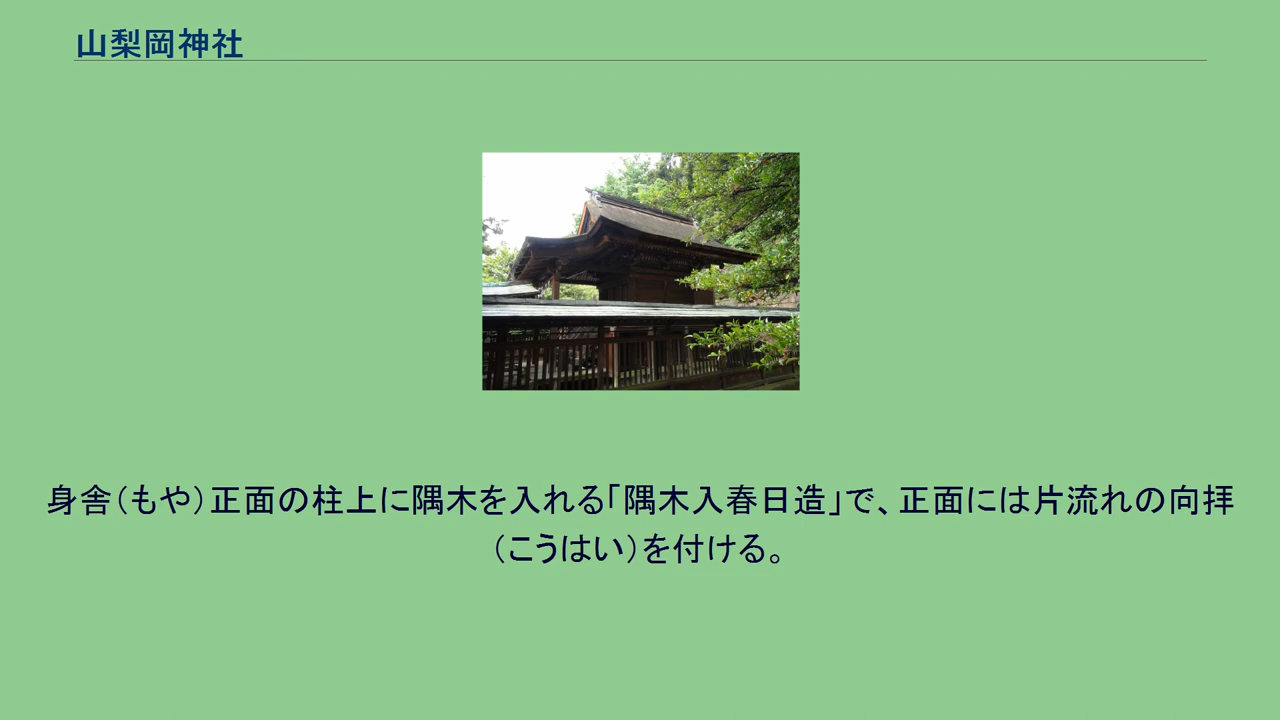 山梨岡神社
身舎（もや）正面の柱上に隅木を入れる「隅木入春日造」で、正面には片流れの向拝
（こうはい）を付ける。